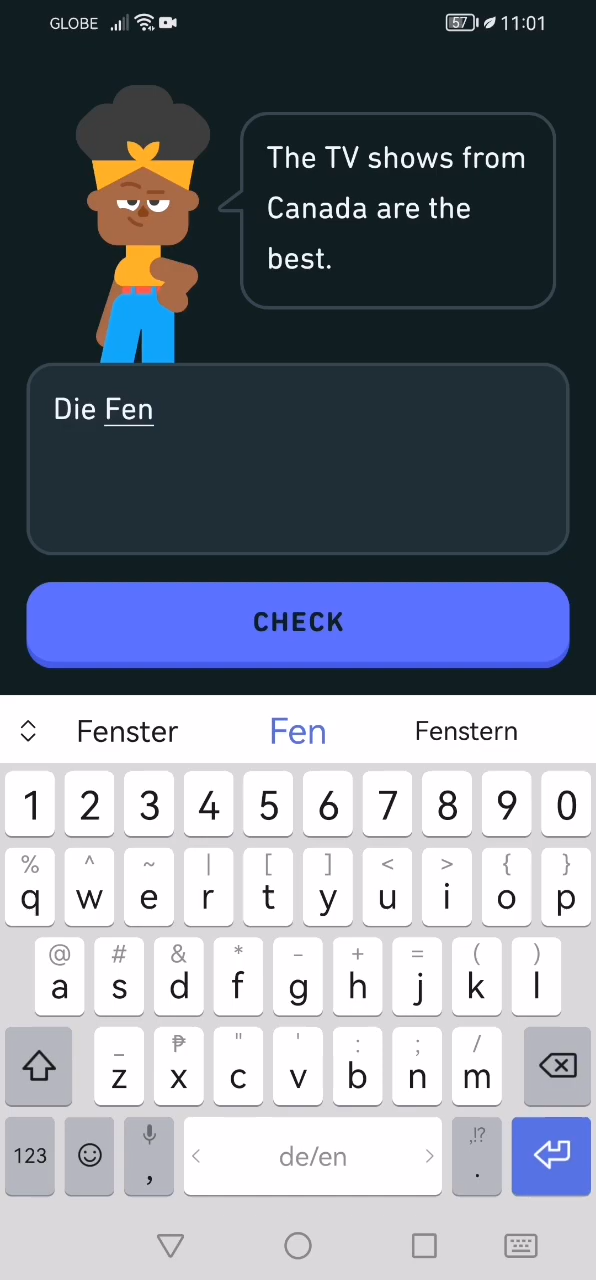 GLOBE 57 11:01
The TV shows from
Canada are the
best.
Die Fen
CHECK
Fenster Fen Fenstern
1 2 3 4 5 6 7 8 9 0
% ^ ~ | [ ] < > { }
q w e r t y u i o p
@ # & * - + = ( )
a s d f g h j k l
_ ₱ " ' : ; /
z x c v b n m
,!?
123 , < de/en > .